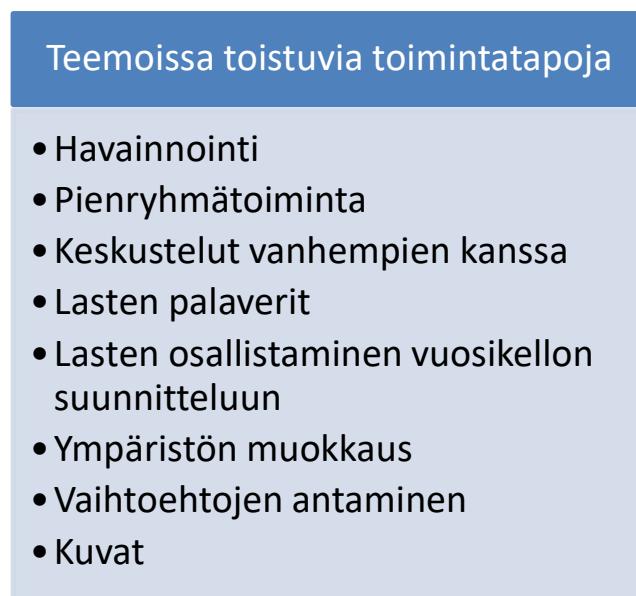 Teemoissa toistuvia toimintatapoja
• Havainnointi
• Pienryhmätoiminta
• Keskustelut vanhempien kanssa
• Lasten palaverit
• Lasten osallistaminen vuosikellon
suunnitteluun
• Ympäristön muokkaus
• Vaihtoehtojen antaminen
• Kuvat